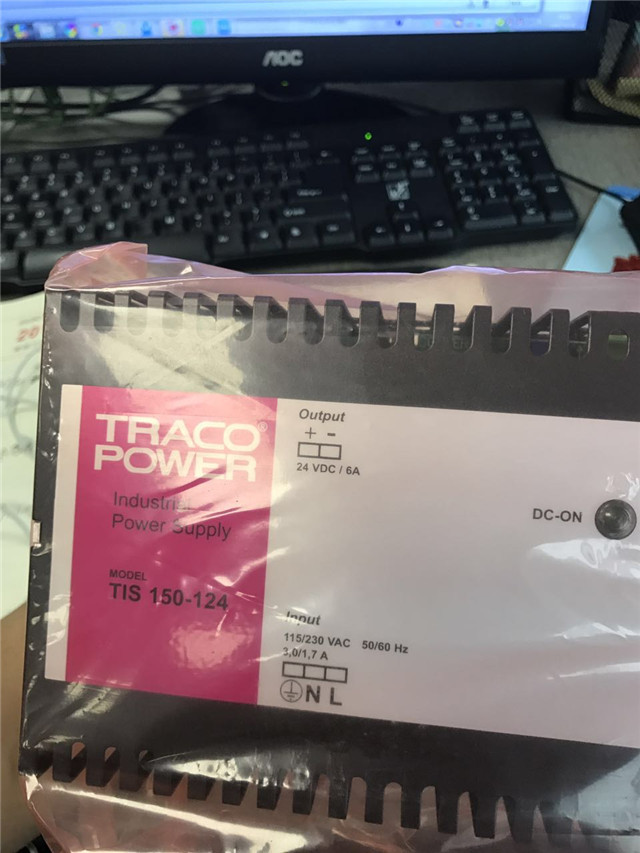 AOC
20
TRACO®
POWER
Industrial
Power Supply
MODEL
TIS 150-124
Output
+ -
24 VDC / 6A
DC-ON
Input
115/230 VAC 50/60 Hz
3,0/1,7 A
N L